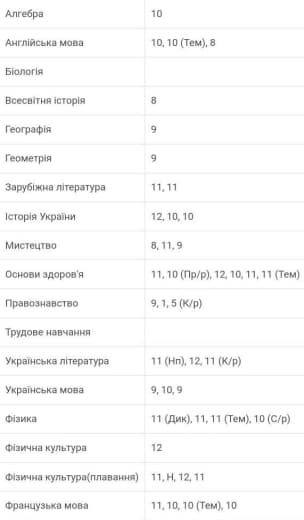 Алгебра 10
Англійська мова 10, 10 (Тем), 8
Біологія
Всесвітня історія 8
Географія 9
Геометрія 9
Зарубіжна література 11, 11
Історія України 12, 10, 10
Мистецтво 8, 11, 9
Основи здоров'я 11, 10 (Пр/р), 12, 10, 11, 11 (Тем)
Правознавство 9, 1, 5 (К/р)
Трудове навчання
Українська література 11 (Нп), 12, 11 (К/р)
Українська мова 9, 10, 9
Фізика 11 (Дик), 11, 11 (Тем), 10 (С/р)
Фізична культура 12
Фізична культура(плавання) 11, Н, 12, 11
Французька мова 11, 10, 10 (Тем), 10